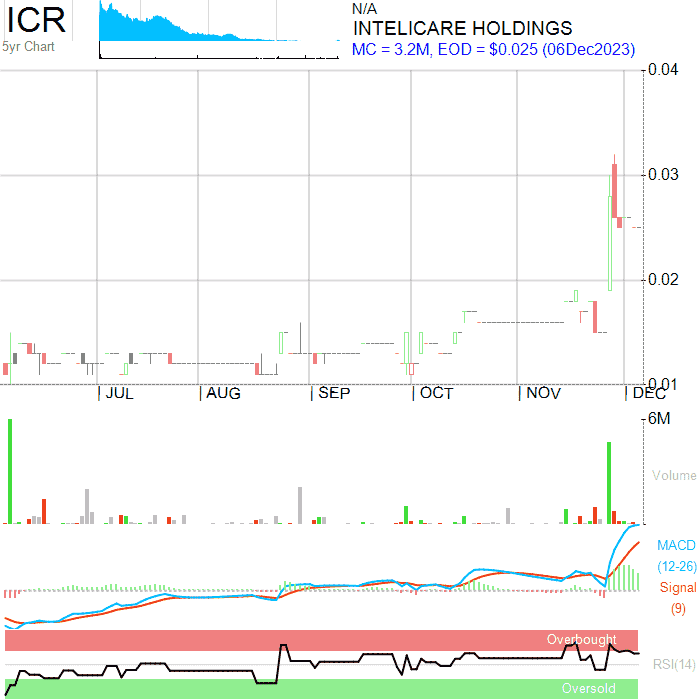 ICR
5yr Chart
N/A
INTELICARE HOLDINGS
MC = 3.2M, EOD = $0.025 (06Dec2023)
0.04
0.03
0.02
0.01
JUL AUG SEP OCT NOV DEC
6M
Volume
MACD
(12-26)
Signal
(9)
Overbought
RSI(14)
Oversold